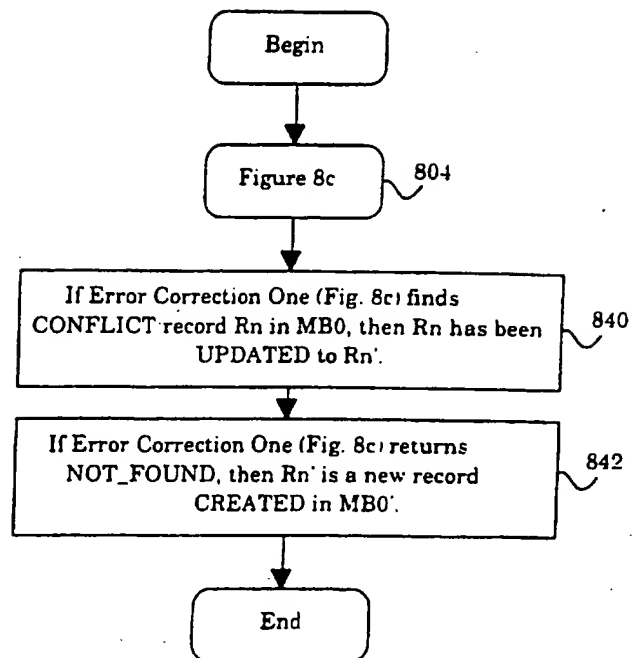 Begin
Figure 8c
804
If Error Correction One (Fig. 8c) finds
CONFLICT record Rn in MB0, then Rn has been
UPDATED to Rn'.
840
If Error Correction One (Fig. 8c) returns
NOT_FOUND, then Rn' is a new record
CREATED in MB0'.
842
End